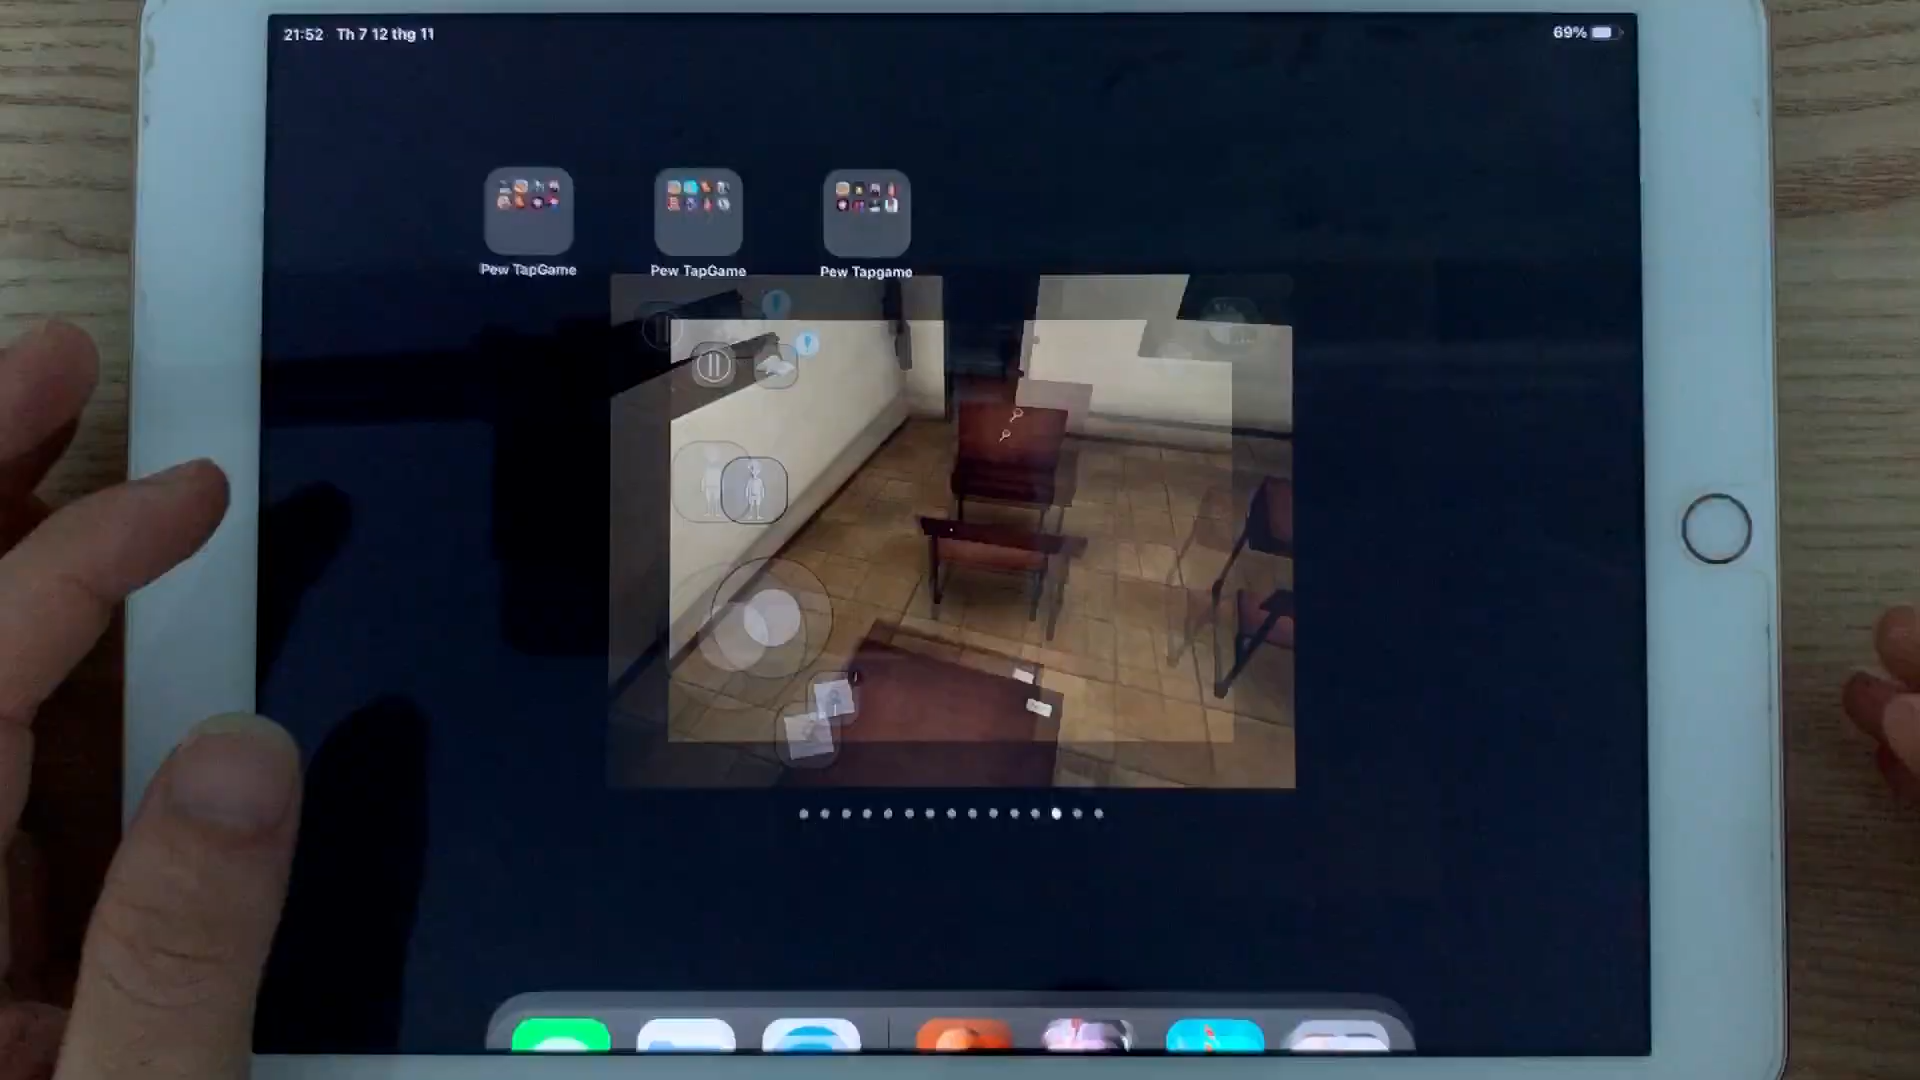 21:52 Th 7 12 thg 11
69%
Pew TapGame
Pew TapGame
Pew Tapgame